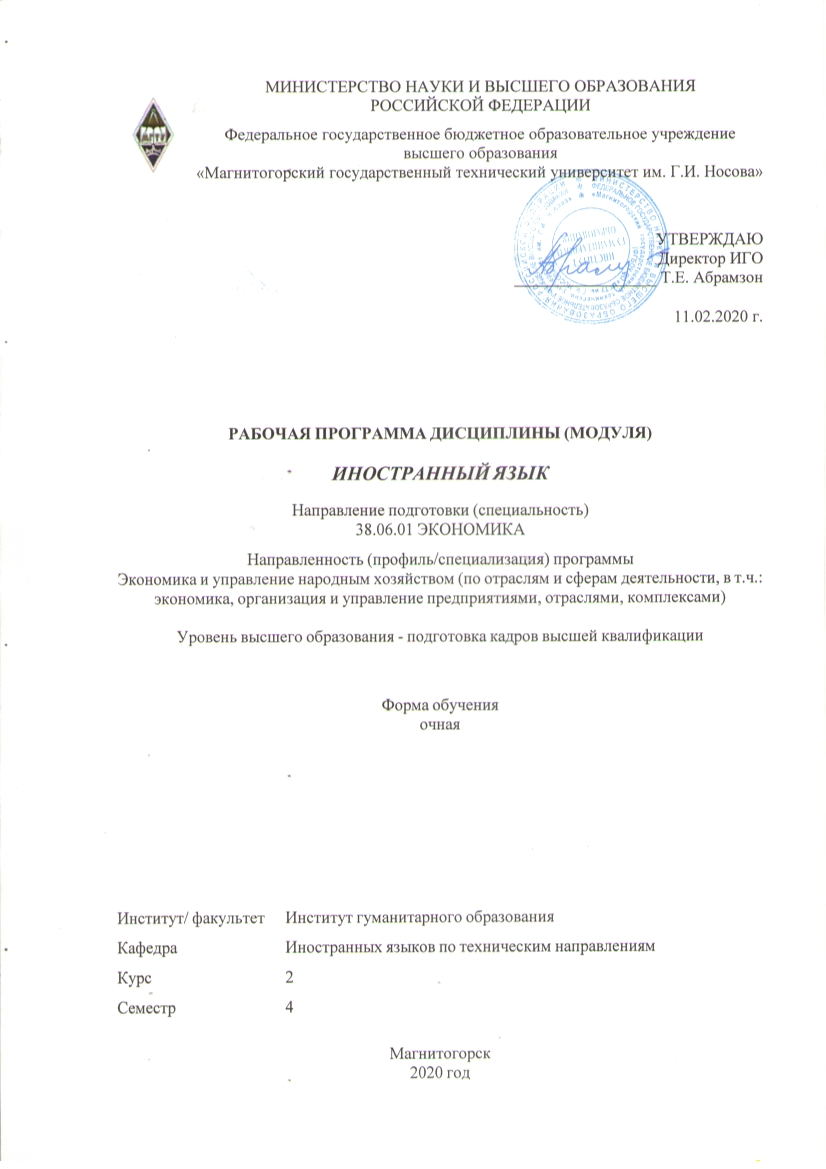 МИНИСТЕРСТВО НАУКИ И ВЫСШЕГО ОБРАЗОВАНИЯ
РОССИЙСКОЙ ФЕДЕРАЦИИ
Федеральное государственное бюджетное образовательное учреждение
высшего образования
«Магнитогорский государственный технический университет им. Г.И. Носова»
УТВЕРЖДАЮ
Директор ИГО
Т.Е. Абрамзон
11.02.2020 г.
РАБОЧАЯ ПРОГРАММА ДИСЦИПЛИНЫ (МОДУЛЯ)
ИНОСТРАННЫЙ ЯЗЫК
Направление подготовки (специальность)
38.06.01 ЭКОНОМИКА
Направленность (профиль/специализация) программы
Экономика и управление народным хозяйством (по отраслям и сферам деятельности, в т.ч.:
экономика, организация и управление предприятиями, отраслями, комплексами)
Уровень высшего образования - подготовка кадров высшей квалификации
Форма обучения
очная
Институт/ факультет Институт гуманитарного образования
Кафедра Иностранных языков по техническим направлениям
Курс 2
Семестр 4
Магнитогорск
2020 год